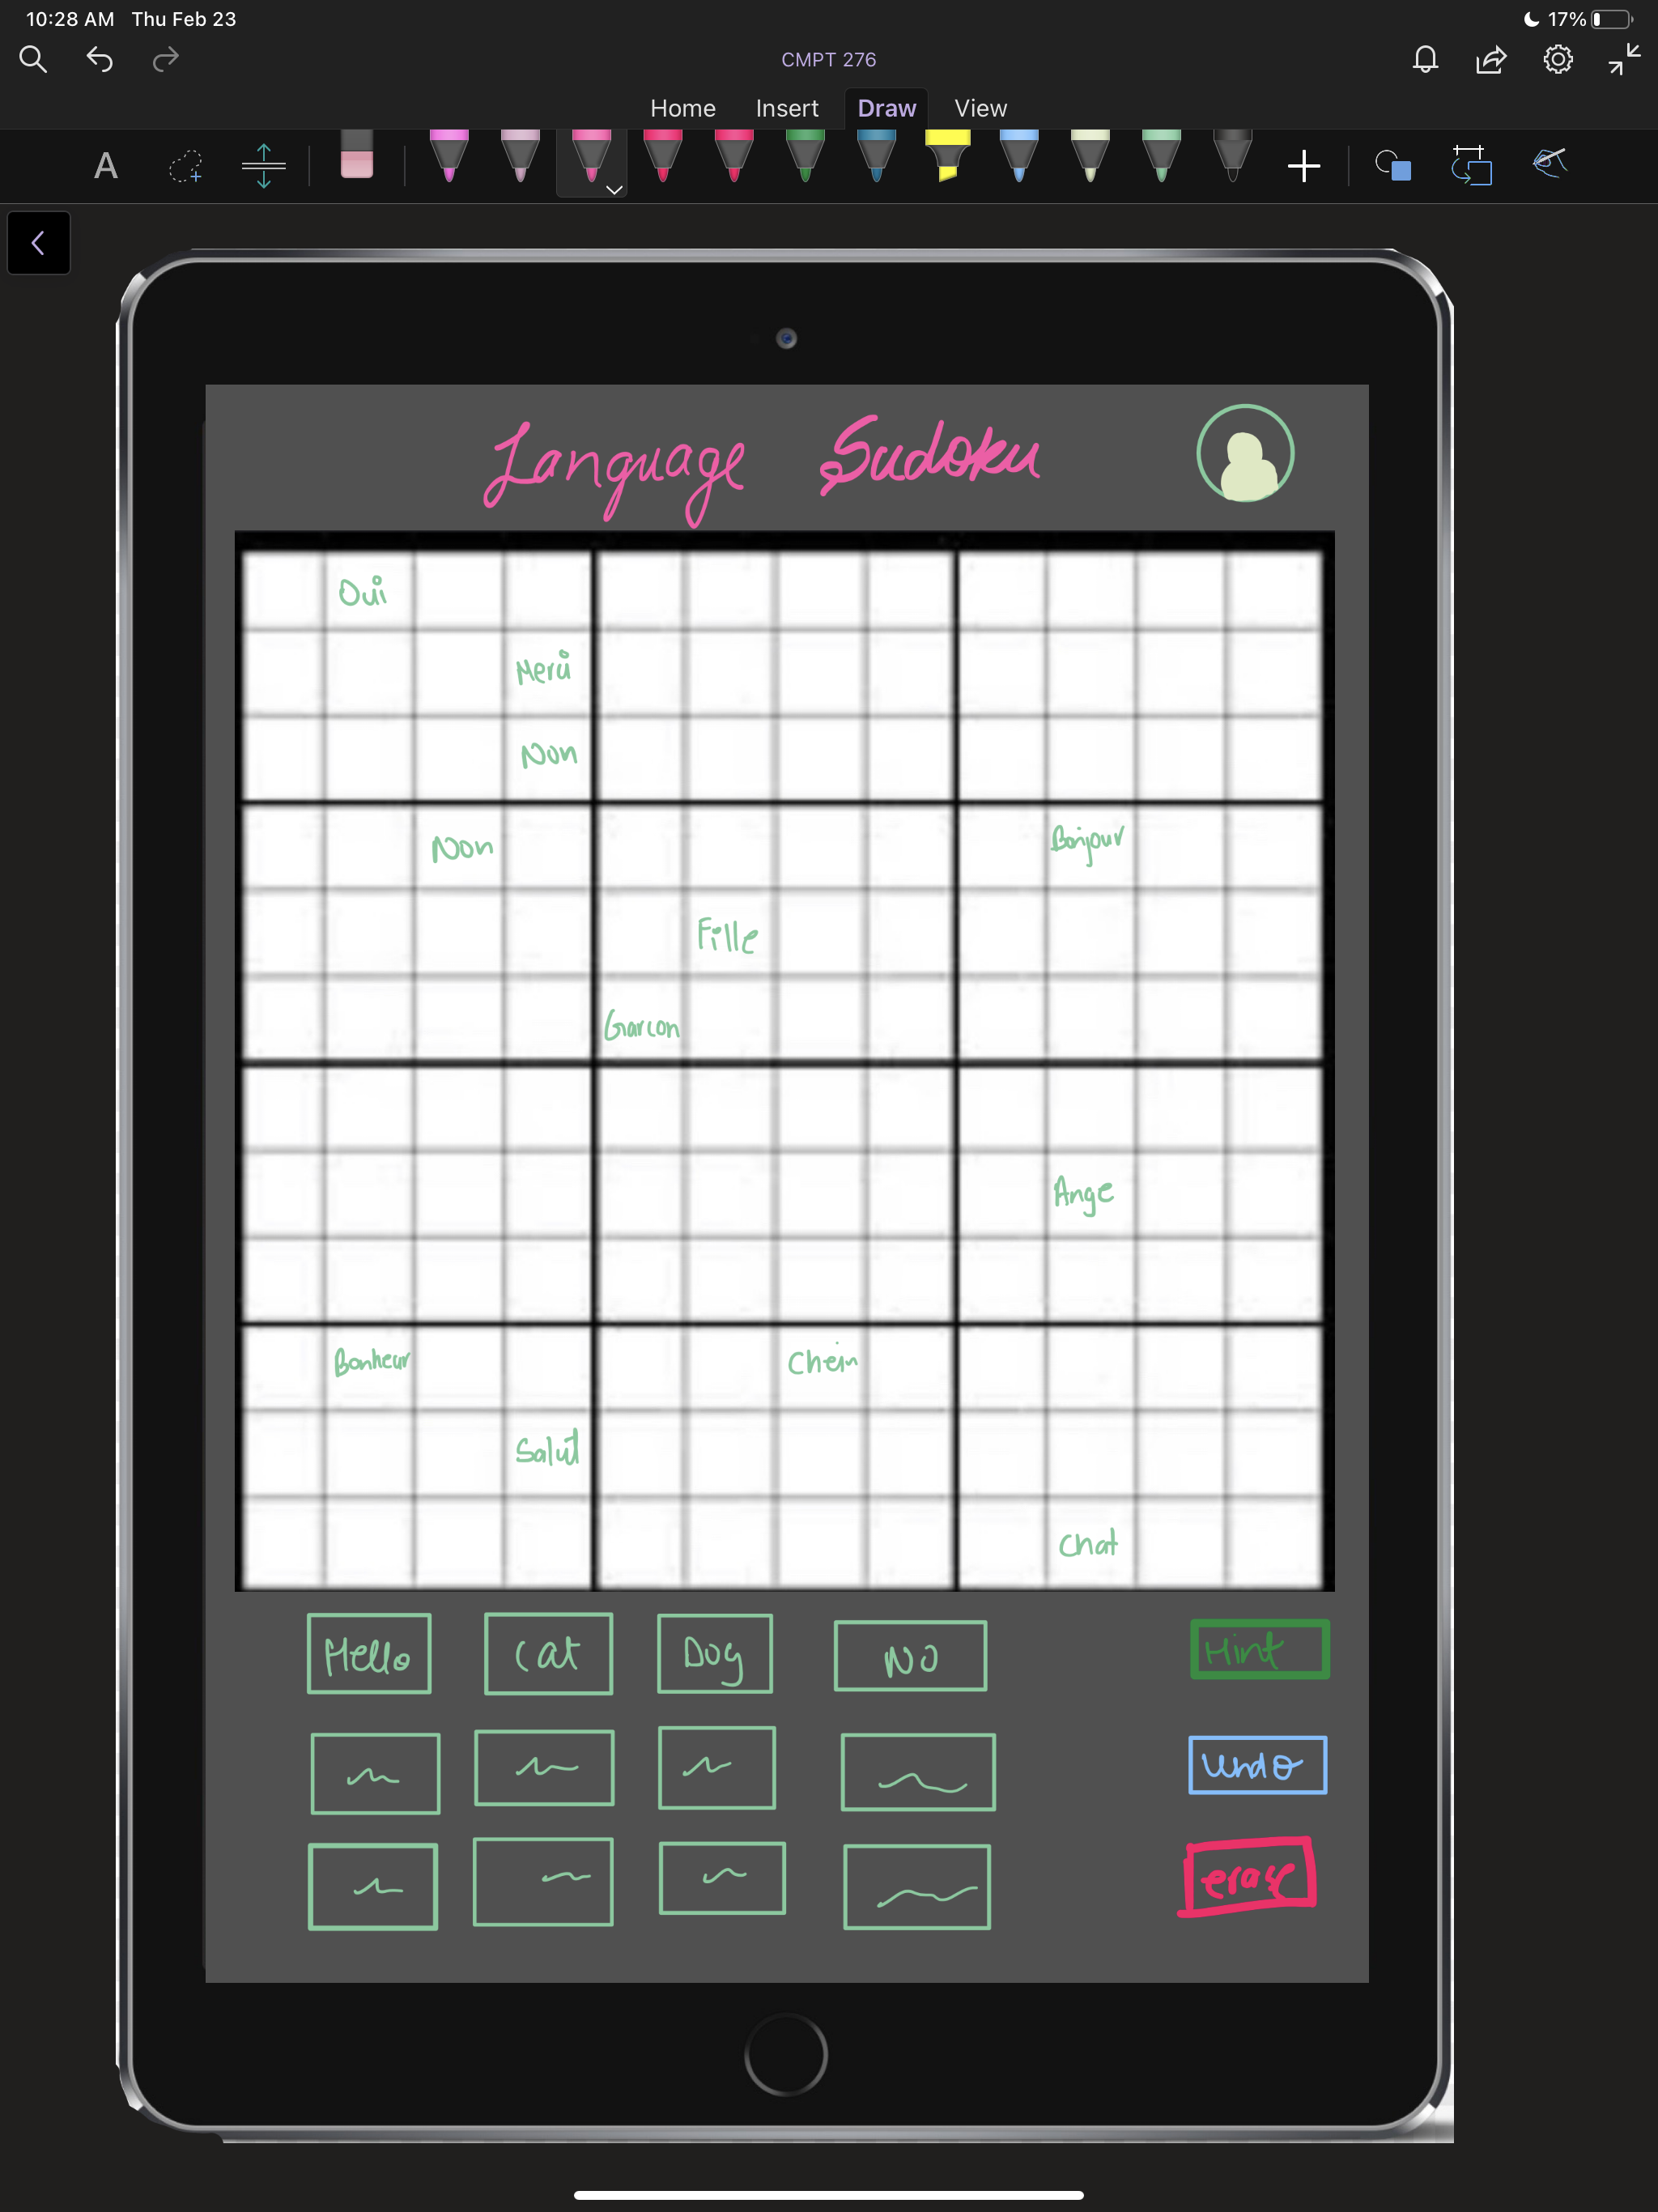 10:28 AM Thu Feb 23 17%
CMPT 276
Home Insert Draw View
A
Language Sudoku
Oui
Merci
Non
Non Bonjour
Fille
Garcon
Ange
Bonheur Chein
Salut
Chat
Hello Cat Dog NO Hint
undo
erase